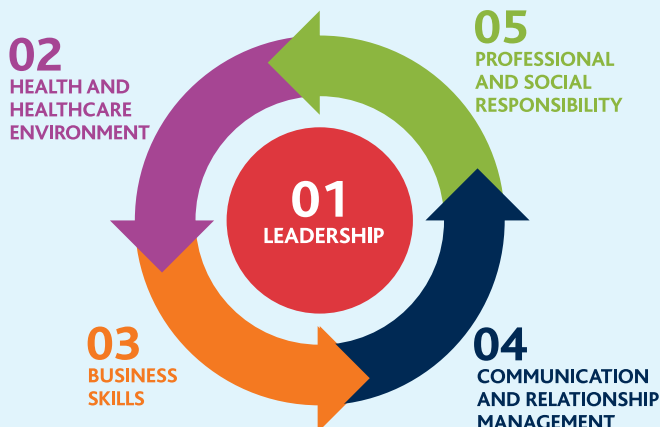 02
HEALTH AND
HEALTHCARE
ENVIRONMENT
05
PROFESSIONAL
AND SOCIAL
RESPONSIBILITY
01
LEADERSHIP
03
BUSINESS
SKILLS
04
COMMUNICATION
AND RELATIONSHIP
MANAGEMENT